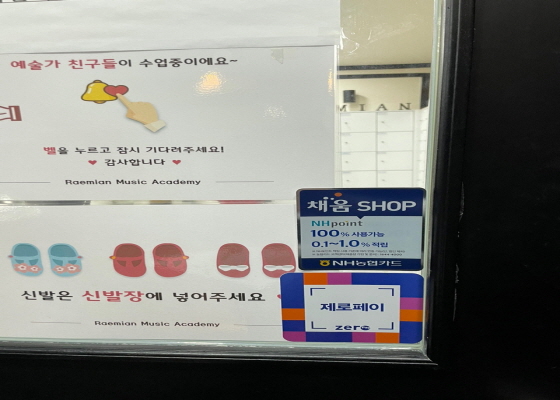 예술가 친구들이 수업중이에요~
벨을 누르고 잠시 기다려주세요!
♥ 감사합니다 ♥
Raemian Music Academy
MIAN
채움 SHOP
NHpoint
100% 사용가능
0.1~1.0% 적립
NH농협카드
신발은 신발장에 넣어주세요
Raemian Music Academy
제로페이
zero